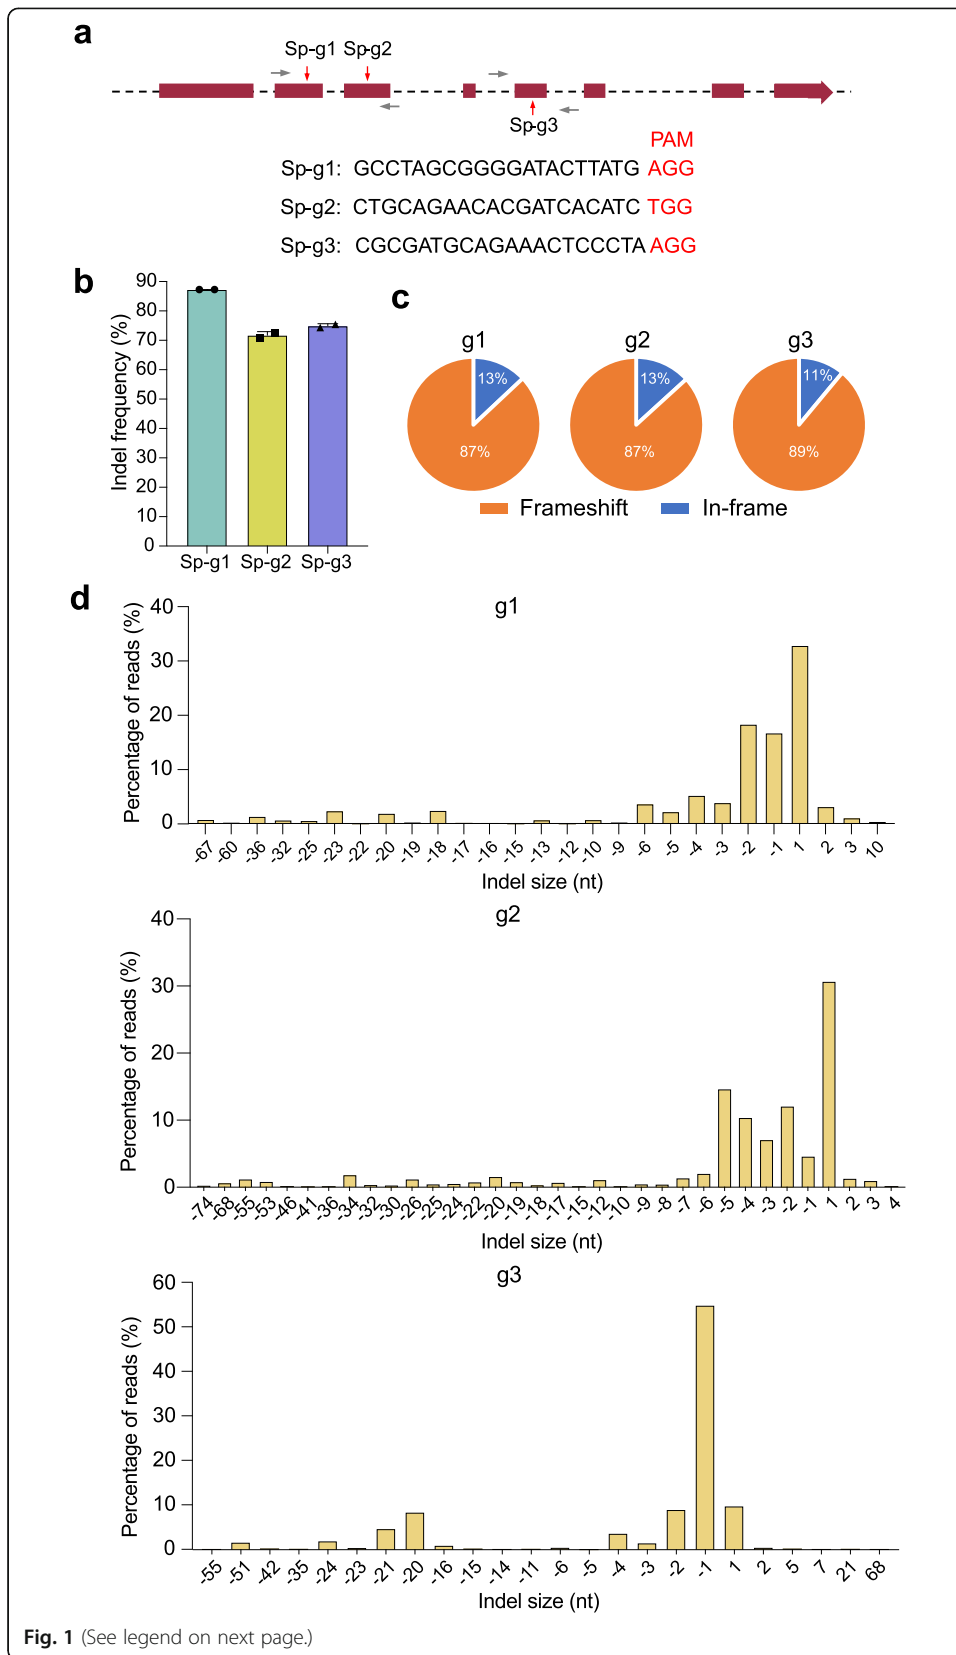 a
Sp-g1 Sp-g2
Sp-g3
PAM
Sp-g1: GCCTAGCGGGGATACTTATG AGG
Sp-g2: CTGCAGAACACGATCACATC TGG
Sp-g3: CGCGATGCAGAAACTCCCTA AGG
b
Indel frequency (%)
90
80
70
60
50
40
30
20
10
0
Sp-g1 Sp-g2 Sp-g3
c
g1 g2 g3
13% 13% 11%
87% 87% 89%
Frameshift In-frame
d
g1
Percentage of reads (%)
40
30
20
10
0
-67 -60 -36 -32 -25 -23 -22 -20 -19 -18 -17 -16 -15 -13 -12 -10 -9 -6 -5 -4 -3 -2 -1 1 2 3 10
Indel size (nt)
g2
Percentage of reads (%)
40
30
20
10
0
-74 -68 -55 -53 -46 -41 -36 -34 -32 -30 -26 -25 -24 -22 -20 -19 -18 -17 -15 -12 -10 -9 -8 -7 -6 -5 -4 -3 -2 -1 1 2 3 4
Indel size (nt)
g3
Percentage of reads (%)
60
50
40
30
20
10
0
-55 -51 -42 -35 -24 -23 -21 -20 -16 -15 -14 -11 -6 -5 -4 -3 -2 -1 1 2 5 7 21 68
Indel size (nt)
Fig. 1 (See legend on next page.)